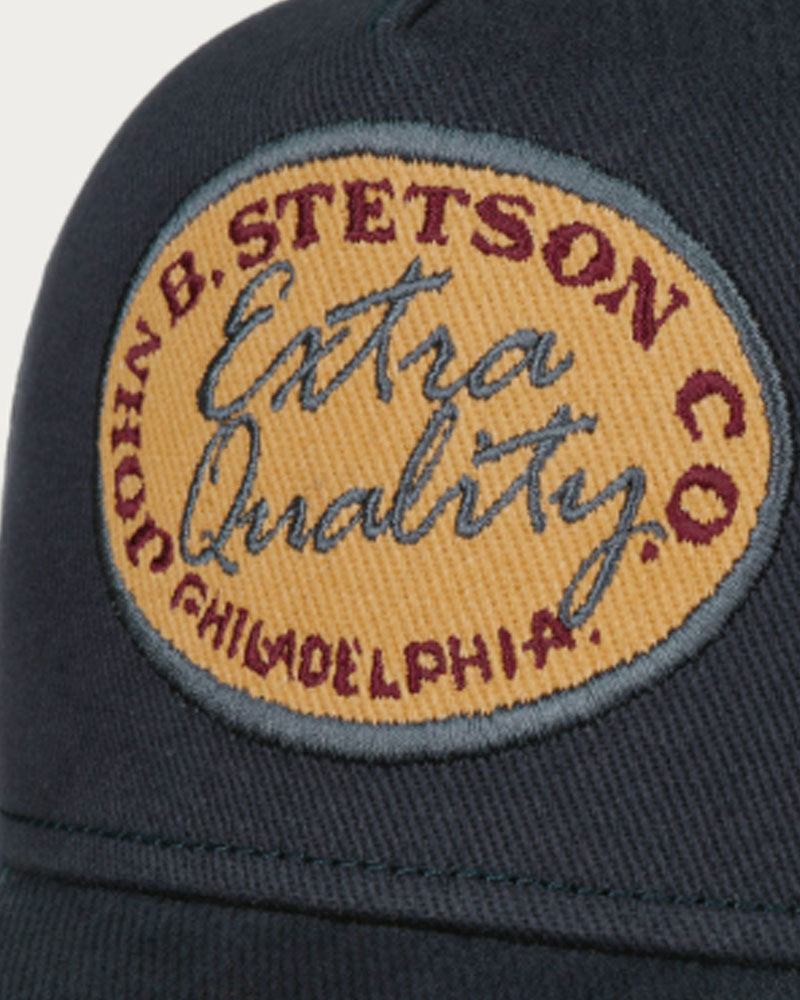 JOHN B. STETSON CO.
Extra
Quality
PHILADELPHIA.